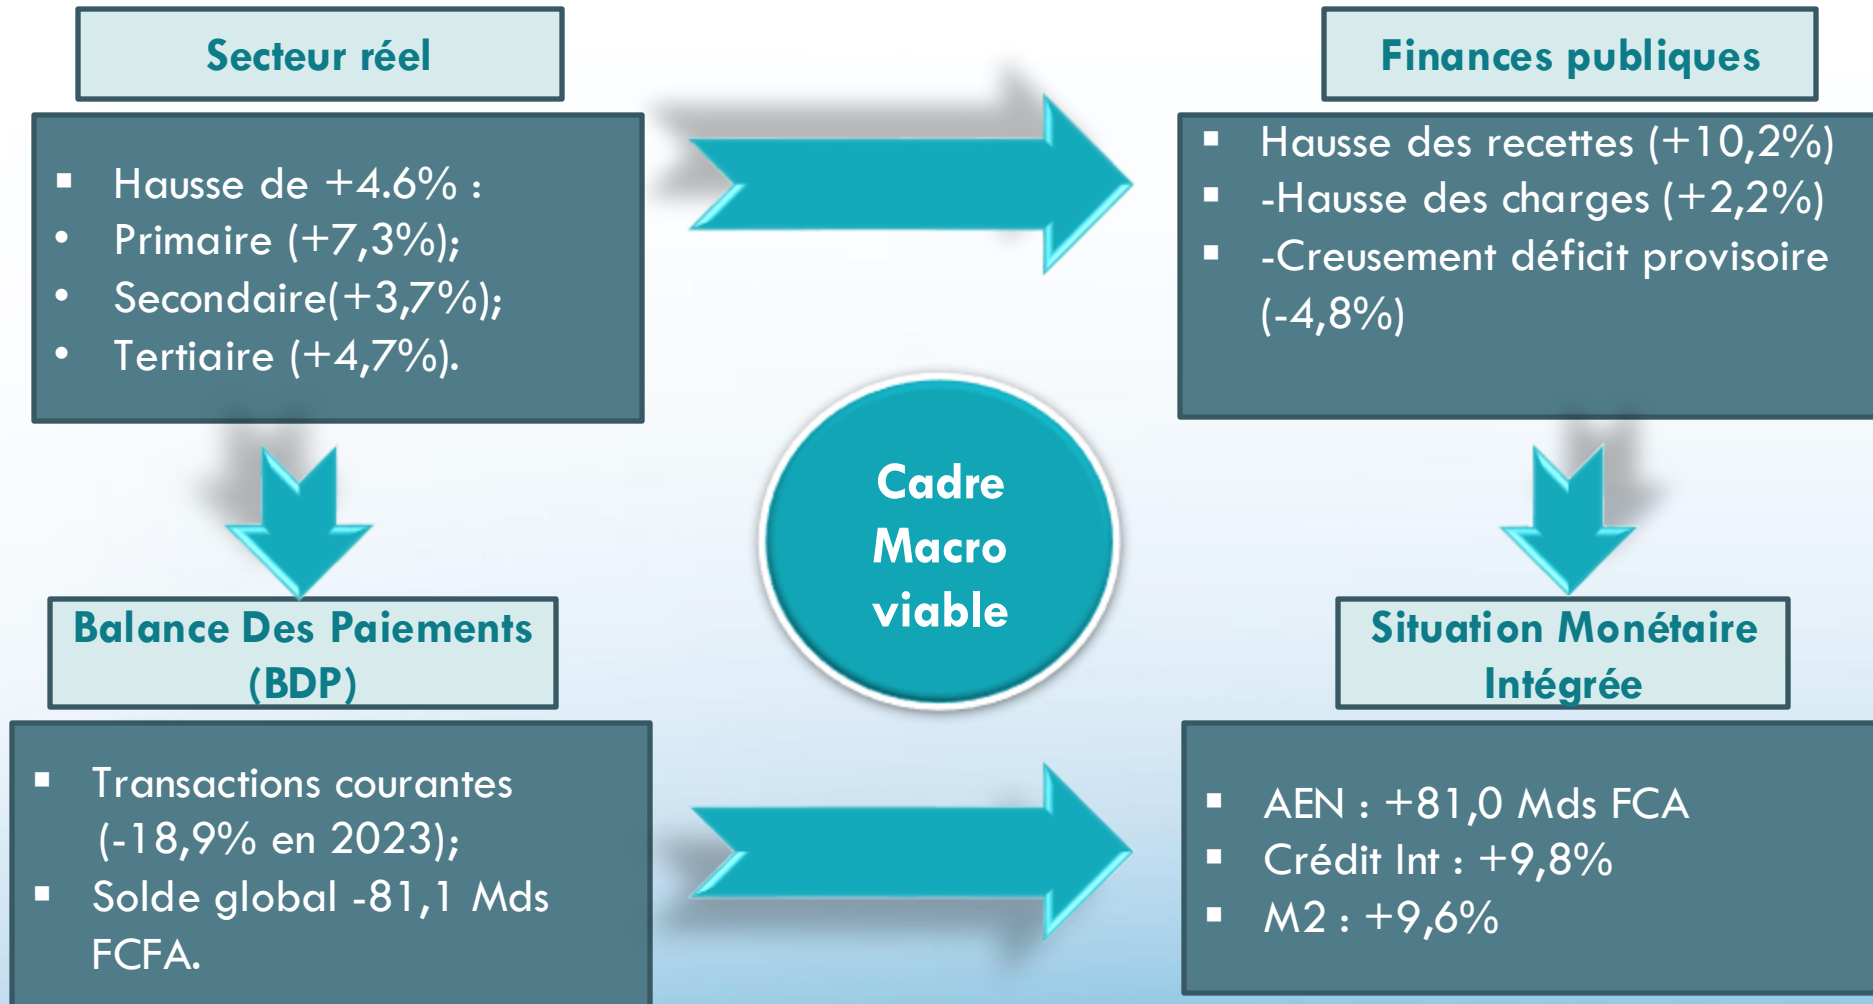 Secteur réel
▪ Hausse de +4.6% :
• Primaire (+7,3%);
• Secondaire(+3,7%);
• Tertiaire (+4,7%).
Finances publiques
▪ Hausse des recettes (+10,2%)
▪ -Hausse des charges (+2,2%)
▪ -Creusement déficit provisoire
(-4,8%)
Cadre
Macro
viable
Balance Des Paiements
(BDP)
▪ Transactions courantes
(-18,9% en 2023);
▪ Solde global -81,1 Mds
FCFA.
Situation Monétaire
Intégrée
▪ AEN : +81,0 Mds FCA
▪ Crédit Int : +9,8%
▪ M2 : +9,6%